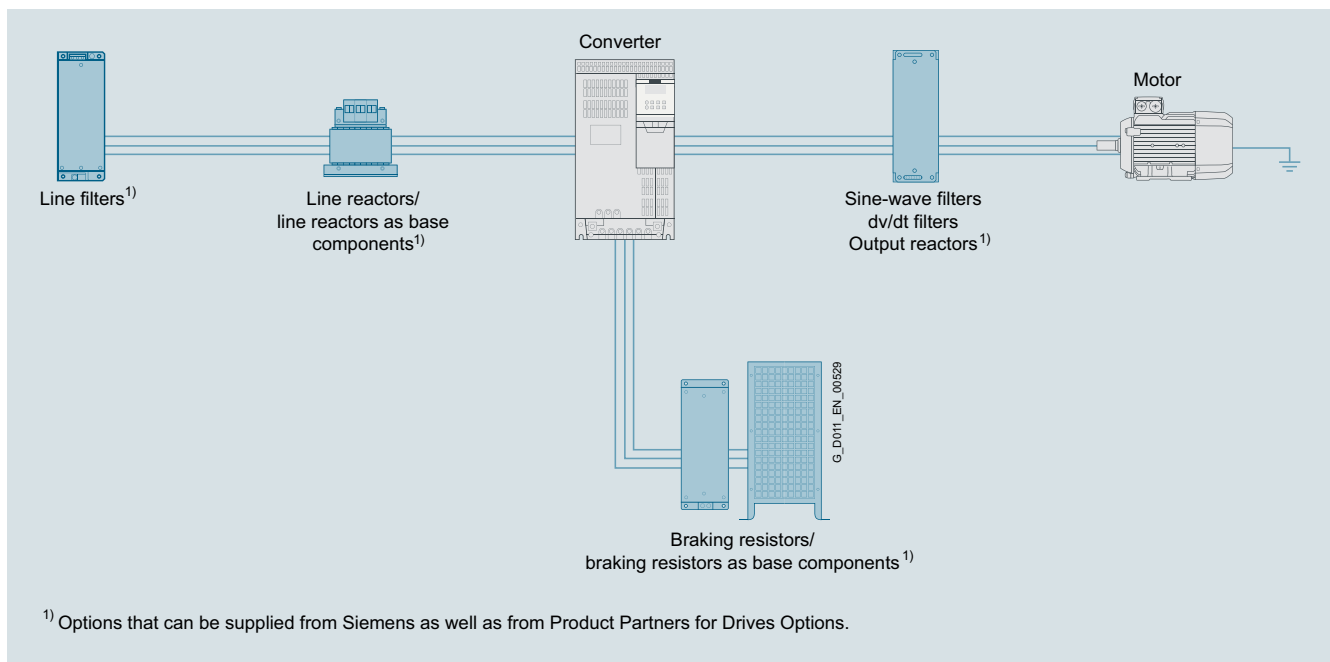 Converter
Motor
Line filters1)
Line reactors/
line reactors as base
components1)
Sine-wave filters
dv/dt filters
Output reactors1)
G_D011_EN_00529
Braking resistors/
braking resistors as base components1)
1) Options that can be supplied from Siemens as well as from Product Partners for Drives Options.